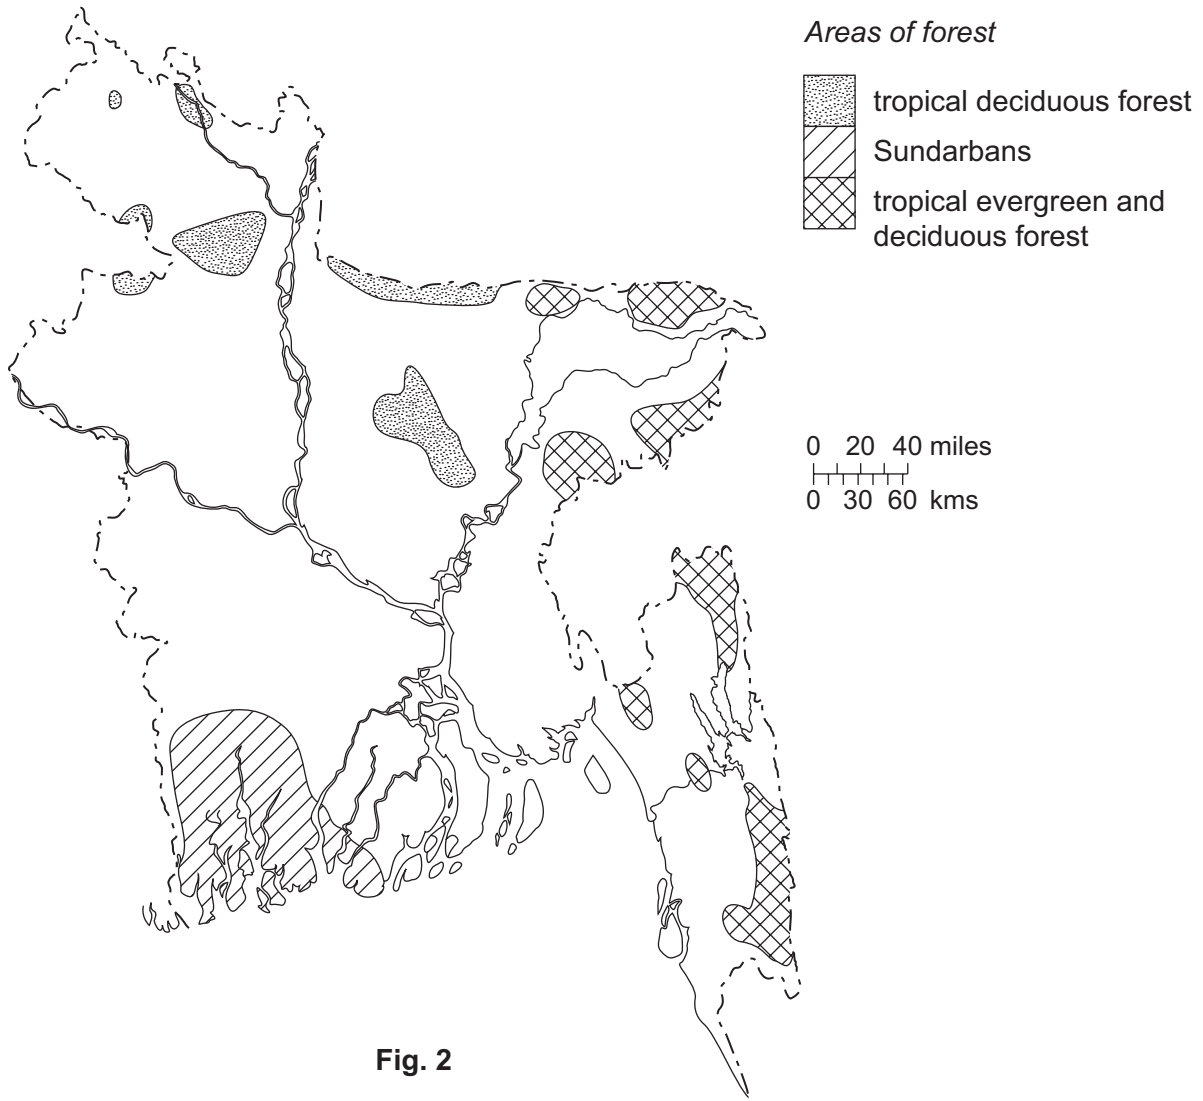 Areas of forest
tropical deciduous forest
Sundarbans
tropical evergreen and
deciduous forest
0 20 40 miles
0 30 60 kms
Fig. 2